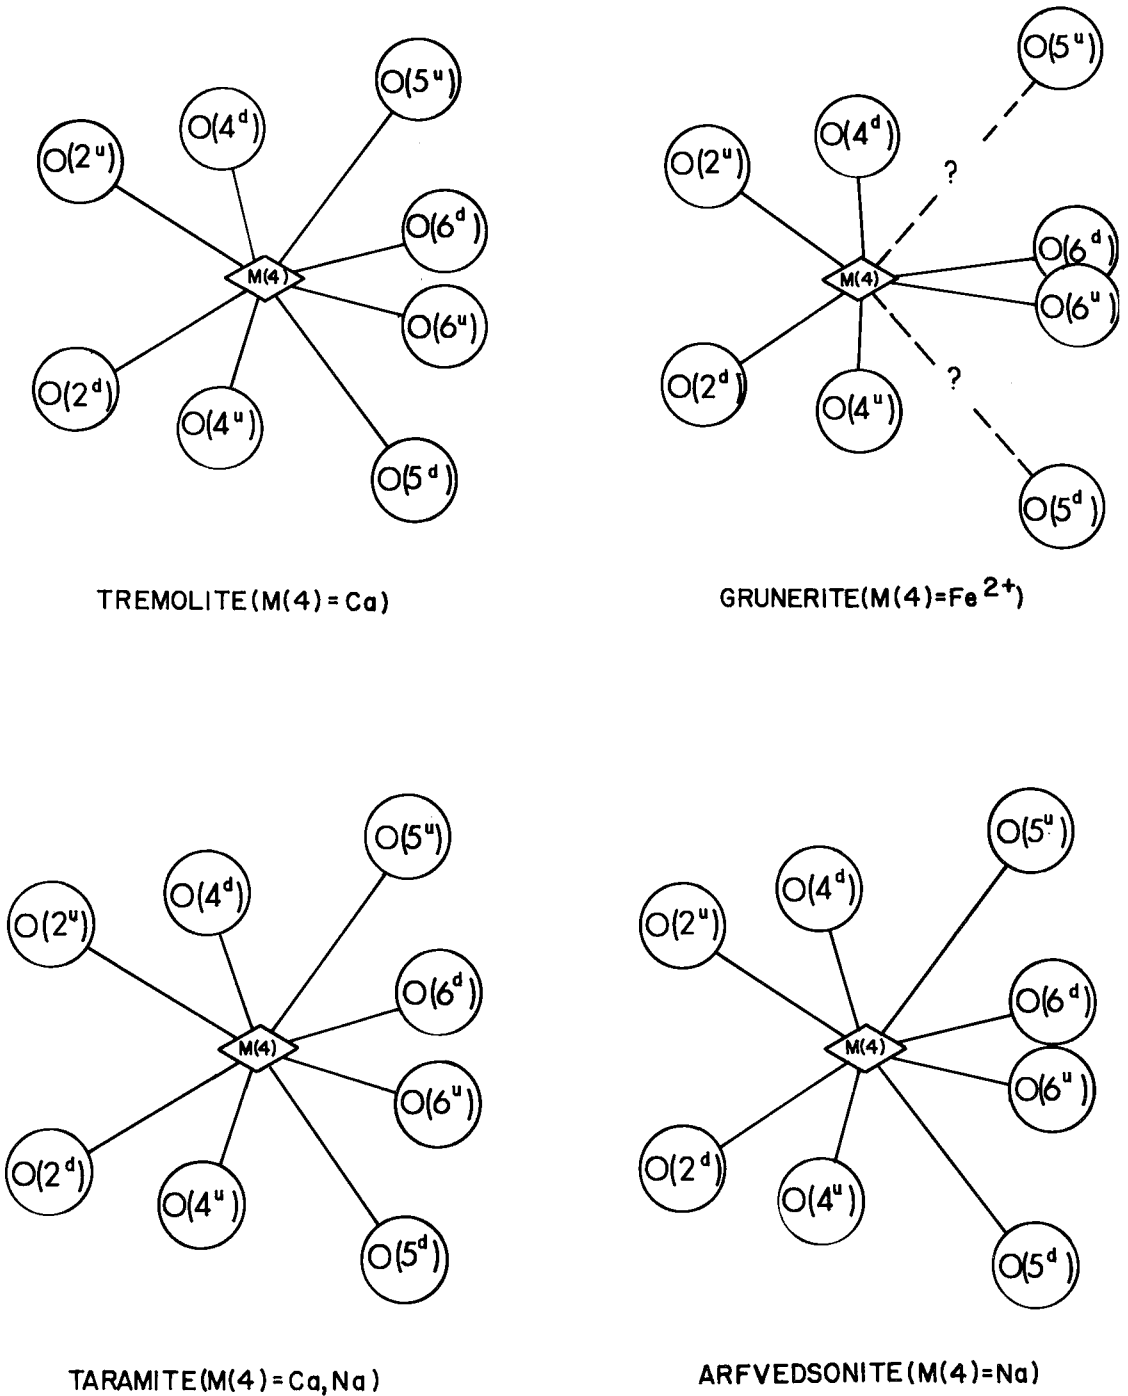 O(5ᵘ)
O(4ᵈ)
O(2ᵘ)
O(6ᵈ)
M(4)
O(6ᵘ)
O(2ᵈ)
O(4ᵘ)
O(5ᵈ)
TREMOLITE(M(4)=Ca)
O(5ᵘ)
O(4ᵈ)
O(2ᵘ)
?
O(6ᵈ)
M(4)
O(6ᵘ)
?
O(2ᵈ)
O(4ᵘ)
O(5ᵈ)
GRUNERITE(M(4)=Fe²⁺)
O(5ᵘ)
O(4ᵈ)
O(2ᵘ)
O(6ᵈ)
M(4)
O(6ᵘ)
O(2ᵈ)
O(4ᵘ)
O(5ᵈ)
TARAMITE(M(4)=Ca,Na)
O(5ᵘ)
O(4ᵈ)
O(2ᵘ)
O(6ᵈ)
M(4)
O(6ᵘ)
O(2ᵈ)
O(4ᵘ)
O(5ᵈ)
ARFVEDSONITE(M(4)=Na)